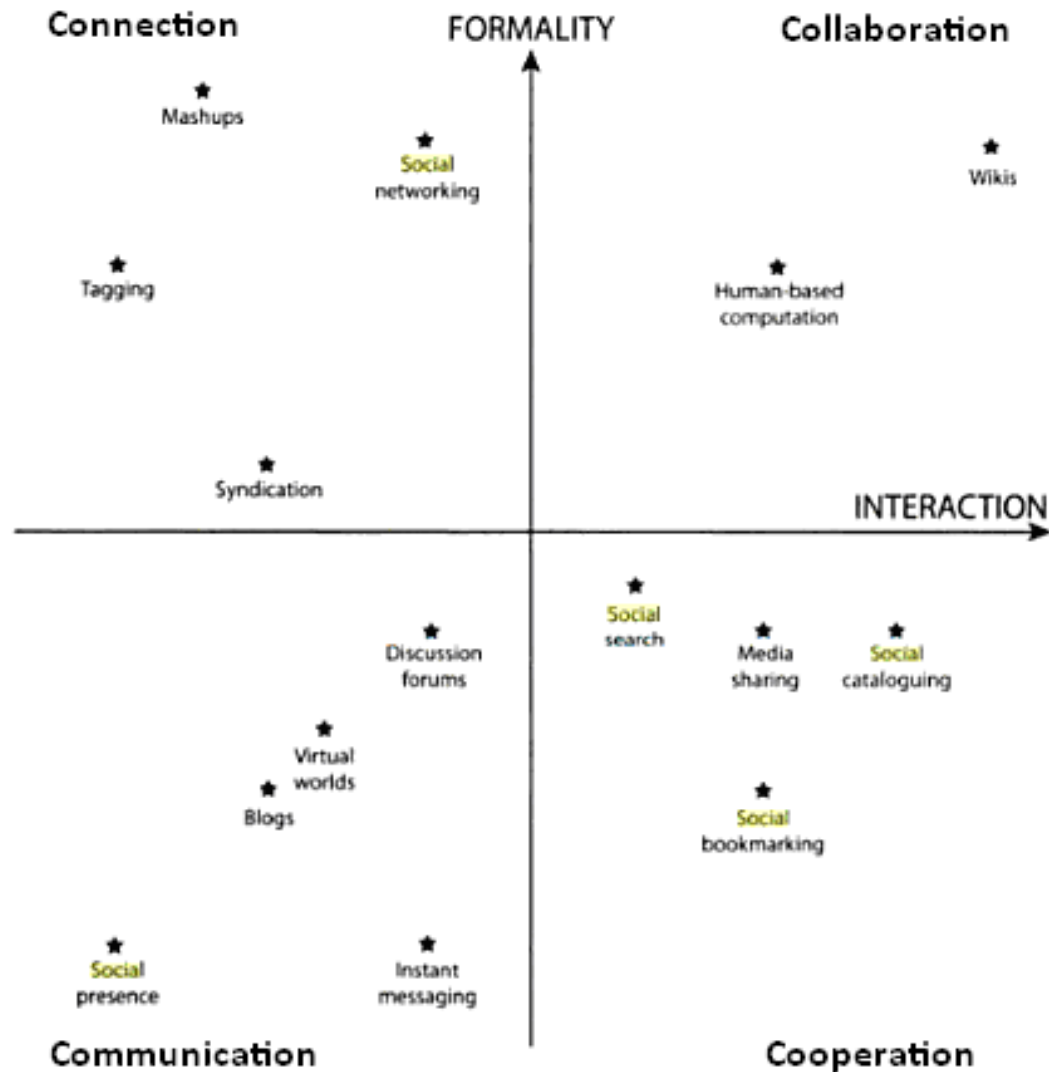 Connection
FORMALITY
Collaboration
Mashups
Social
networking
Wikis
Tagging
Human-based
computation
Syndication
INTERACTION
Social
search
Discussion
forums
Media
sharing
Social
cataloguing
Virtual
worlds
Blogs
Social
bookmarking
Social
presence
Instant
messaging
Communication
Cooperation